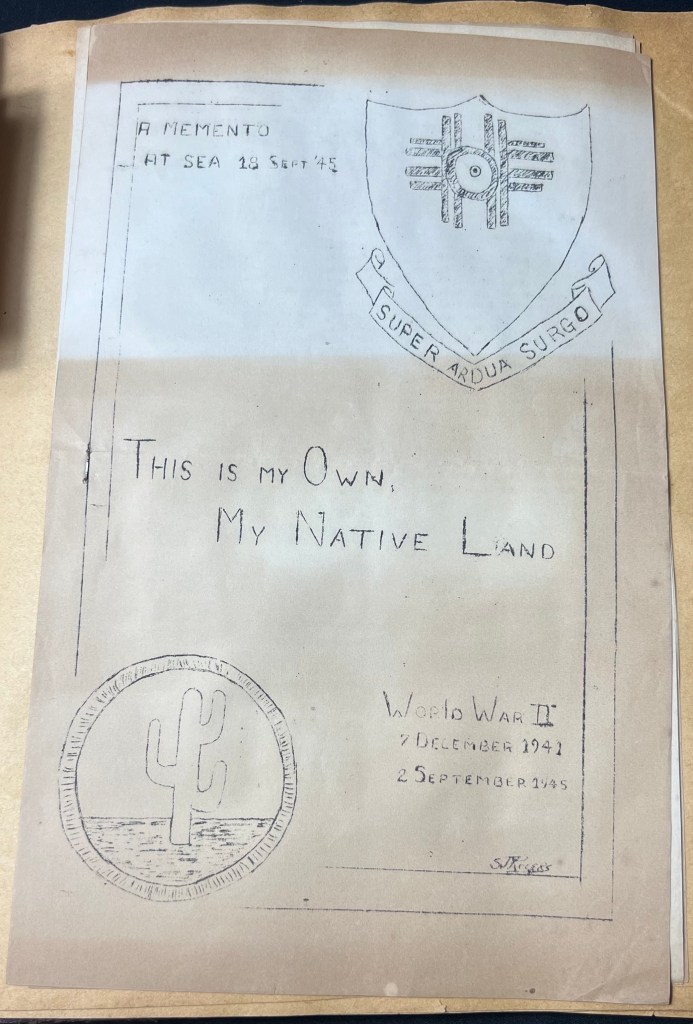 A MEMENTO
AT SEA 18 SEPT '45
SUPER ARDUA SURGO
THIS IS MY OWN,
MY NATIVE LAND
WORLD WAR II
7 DECEMBER 1941
2 SEPTEMBER 1945